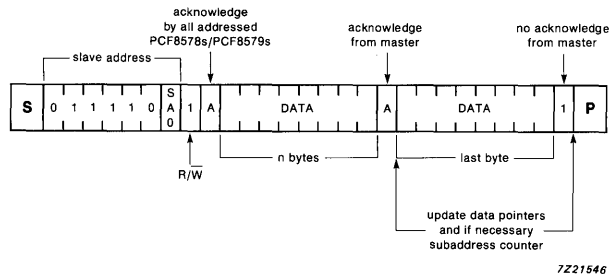 acknowledge
by all addressed
PCF8578s/PCF8579s
acknowledge
from master
no acknowledge
from master
slave address
S 0 1 1 1 1 0 S A 0 1 A DATA A DATA 1 P
R/W
n bytes
last byte
update data pointers
and if necessary
subaddress counter
7Z21546